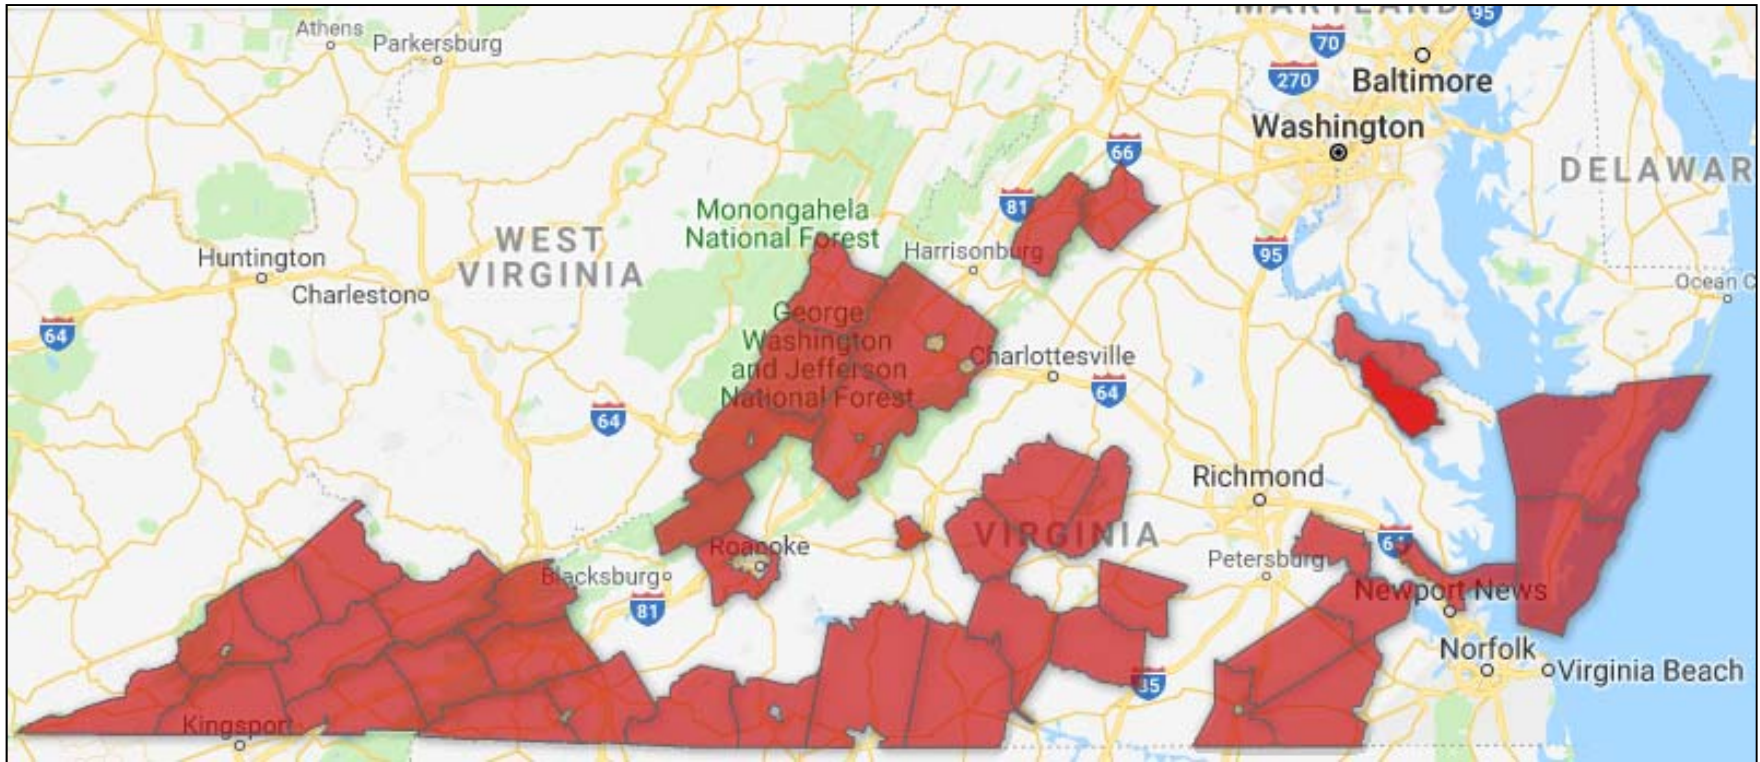 MARYLAND
95
Athens
Parkersburg
70
Baltimore
270
Washington
66
DELAWAR
81
Monongahela
National Forest
WEST
VIRGINIA
Harrisonburg
95
Huntington
Charleston
Ocean C
64
George
Washington
and Jefferson
National Forest
Charlottesville
64
64
Richmond
VIRGINIA
Roanoke
64
Blacksburg
Petersburg
81
Newport News
Norfolk
Virginia Beach
85
Kingsport